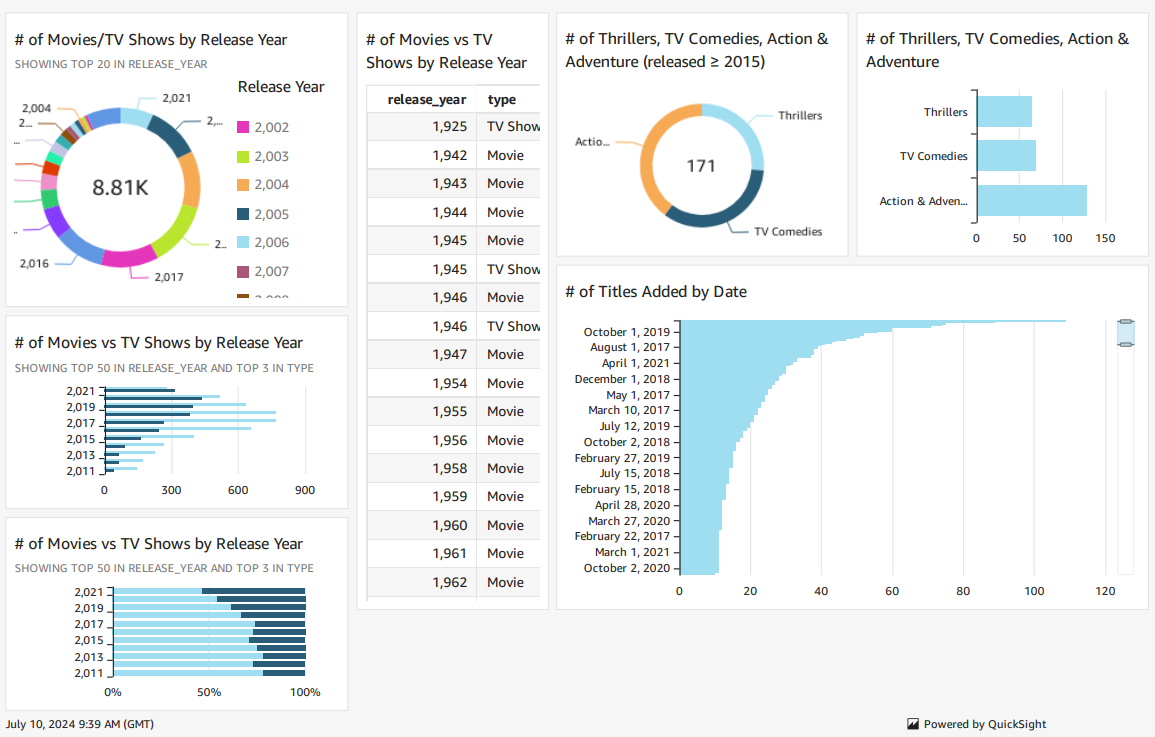 # of Movies/TV Shows by Release Year
SHOWING TOP 20 IN RELEASE_YEAR
Release Year
2,021
2,004
2...
2,...
...
8.81K
2...
2,016
2,017
2,002
2,003
2,004
2,005
2,006
2,007
# of Movies vs TV Shows by Release Year
SHOWING TOP 50 IN RELEASE_YEAR AND TOP 3 IN TYPE
2,021
2,019
2,017
2,015
2,013
2,011
0 300 600 900
# of Movies vs TV Shows by Release Year
SHOWING TOP 50 IN RELEASE_YEAR AND TOP 3 IN TYPE
2,021
2,019
2,017
2,015
2,013
2,011
0% 50% 100%
# of Movies vs TV
Shows by Release Year
release_year type
1,925 TV Show
1,942 Movie
1,943 Movie
1,944 Movie
1,945 Movie
1,945 TV Show
1,946 Movie
1,946 TV Show
1,947 Movie
1,954 Movie
1,955 Movie
1,956 Movie
1,958 Movie
1,959 Movie
1,960 Movie
1,961 Movie
1,962 Movie
# of Thrillers, TV Comedies, Action &
Adventure (released ≥ 2015)
Thrillers
Actio...
171
TV Comedies
# of Thrillers, TV Comedies, Action &
Adventure
Thrillers
TV Comedies
Action & Adven...
0 50 100 150
# of Titles Added by Date
October 1, 2019
August 1, 2017
April 1, 2021
December 1, 2018
May 1, 2017
March 10, 2017
July 12, 2019
October 2, 2018
February 27, 2019
July 15, 2018
February 15, 2018
April 28, 2020
March 27, 2020
February 22, 2017
March 1, 2021
October 2, 2020
0 20 40 60 80 100 120
July 10, 2024 9:39 AM (GMT)
Powered by QuickSight